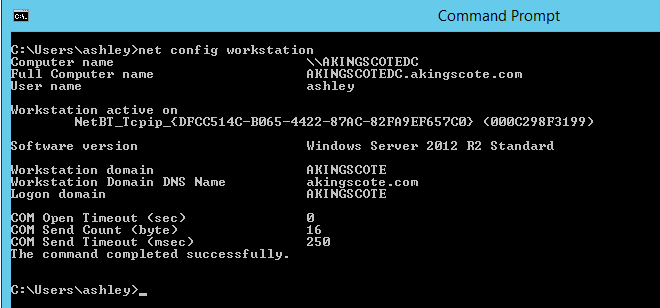 Command Prompt
C:\Users\ashley>net config workstation
Computer name                        \\AKINGSCOTEDC
Full Computer name                   AKINGSCOTEDC.akingscote.com
User name                            ashley
Workstation active on
        NetBT_Tcpip_{DFCC514C-B065-4422-87AC-82FA9EF657C0} (000C298F3199)
Software version                     Windows Server 2012 R2 Standard
Workstation domain                   AKINGSCOTE
Workstation Domain DNS Name          akingscote.com
Logon domain                         AKINGSCOTE
COM Open Timeout (sec)               0
COM Send Count (byte)                16
COM Send Timeout (msec)              250
The command completed successfully.
C:\Users\ashley>_